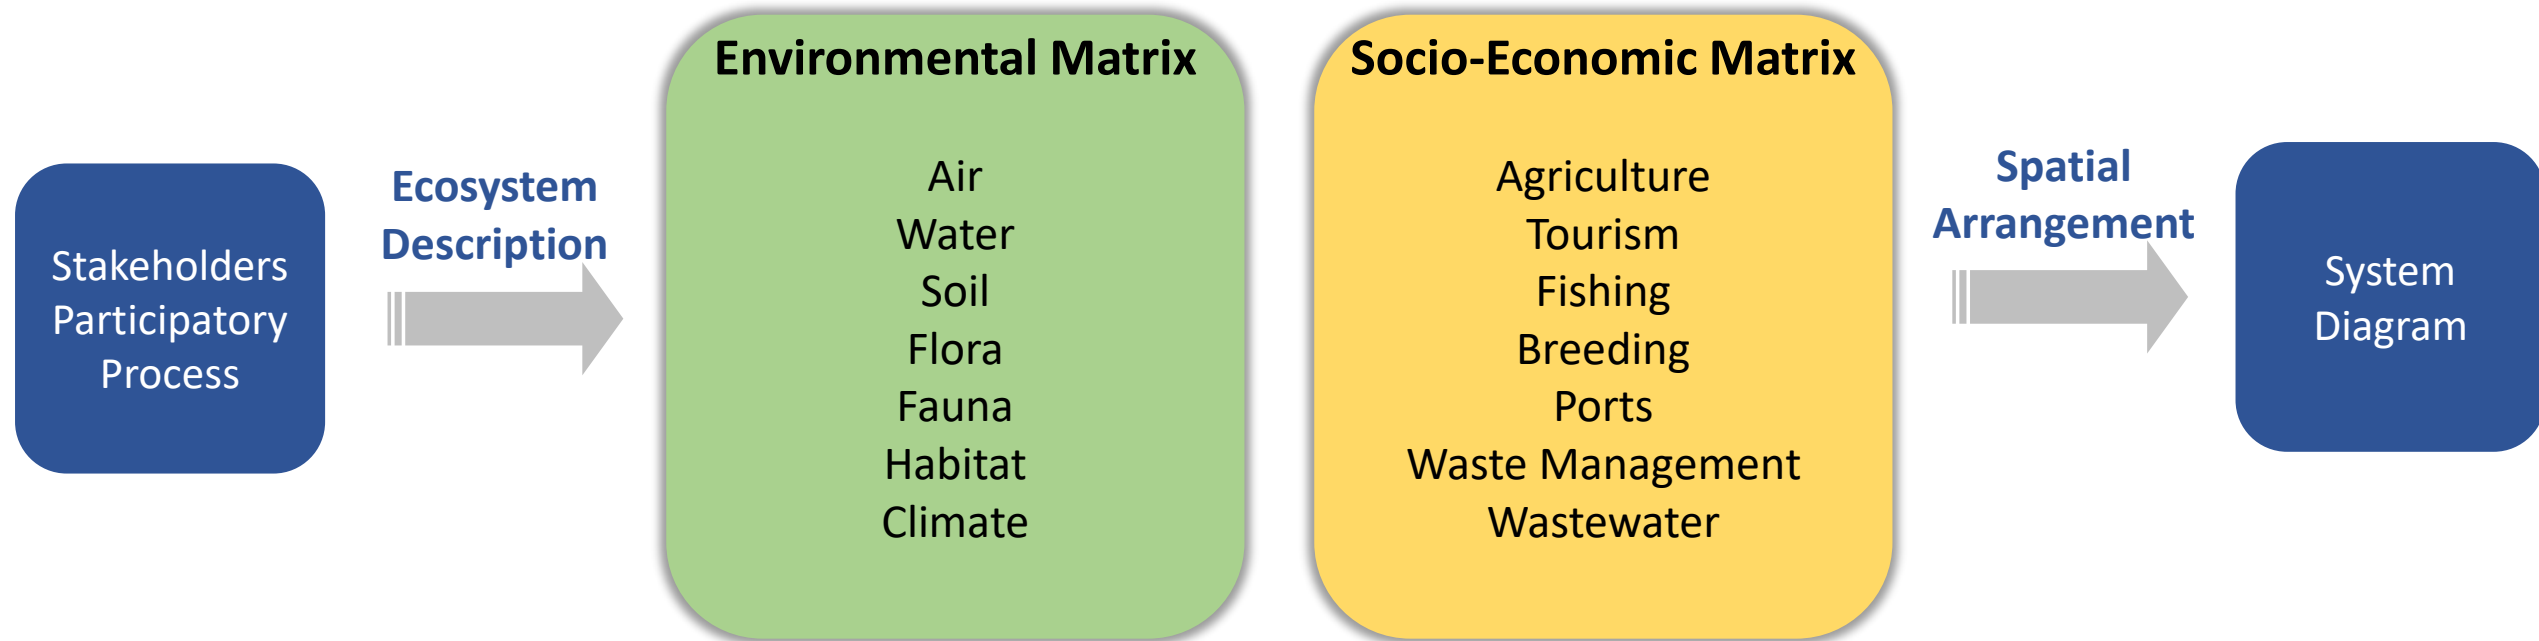 Stakeholders
Participatory
Process
Ecosystem
Description
Environmental Matrix
Air
Water
Soil
Flora
Fauna
Habitat
Climate
Socio-Economic Matrix
Agriculture
Tourism
Fishing
Breeding
Ports
Waste Management
Wastewater
Spatial
Arrangement
System
Diagram